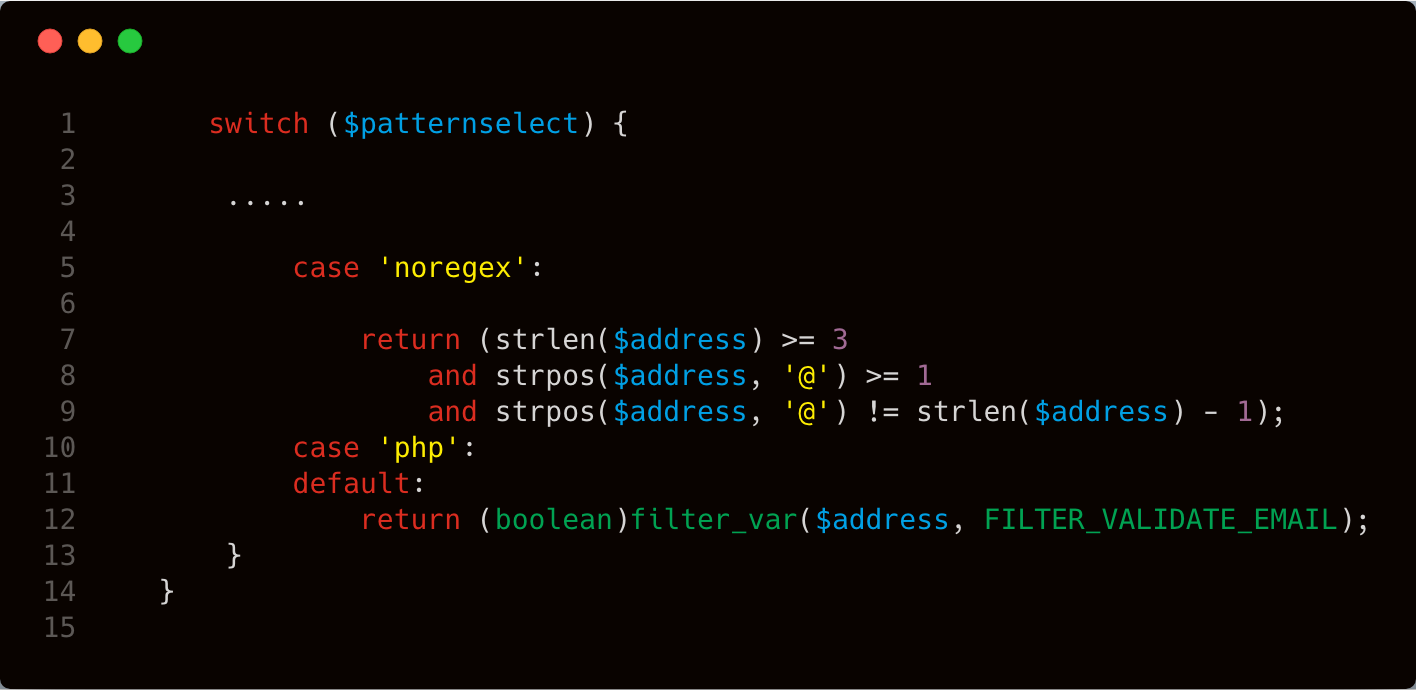 1 switch ($patternselect) {
2
3 .....
4
5 case 'noregex':
6
7 return (strlen($address) >= 3
8 and strpos($address, '@') >= 1
9 and strpos($address, '@') != strlen($address) - 1);
10 case 'php':
11 default:
12 return (boolean)filter_var($address, FILTER_VALIDATE_EMAIL);
13 }
14 }
15